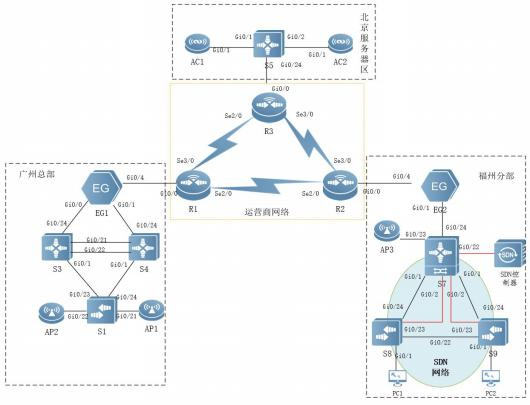 Gi0/1
Gi0/2
AC1
Gi0/1
S5
Gi0/1
AC2
Gi0/24
北京服务器区
Gi0/0
Se2/0
R3
Se3/0
广州总部
EG
EG1
Gi0/4
Gi0/0
Gi0/1
Se3/0
R1
Gi0/0
Se2/0
运营商网络
Se3/0
Se2/0
R2
Gi0/0
Gi0/4
福州分部
EG
EG2
Gi0/1
Gi0/24
Gi0/24
Gi0/24
Gi0/21
Gi0/22
S3
S4
Gi0/1
Gi0/1
Gi0/23
Gi0/24
Gi0/22
Gi0/21
AP2
S1
AP1
AP3
Gi0/23
Gi0/22
SDN
SDN控制器
S7
Gi0/1
Gi0/1
Gi0/2
Gi0/2
Gi0/24
Gi0/24
Gi0/23
Gi0/23
S8
Gi0/22
S9
Gi0/1
Gi0/1
SDN
网络
PC1
PC2